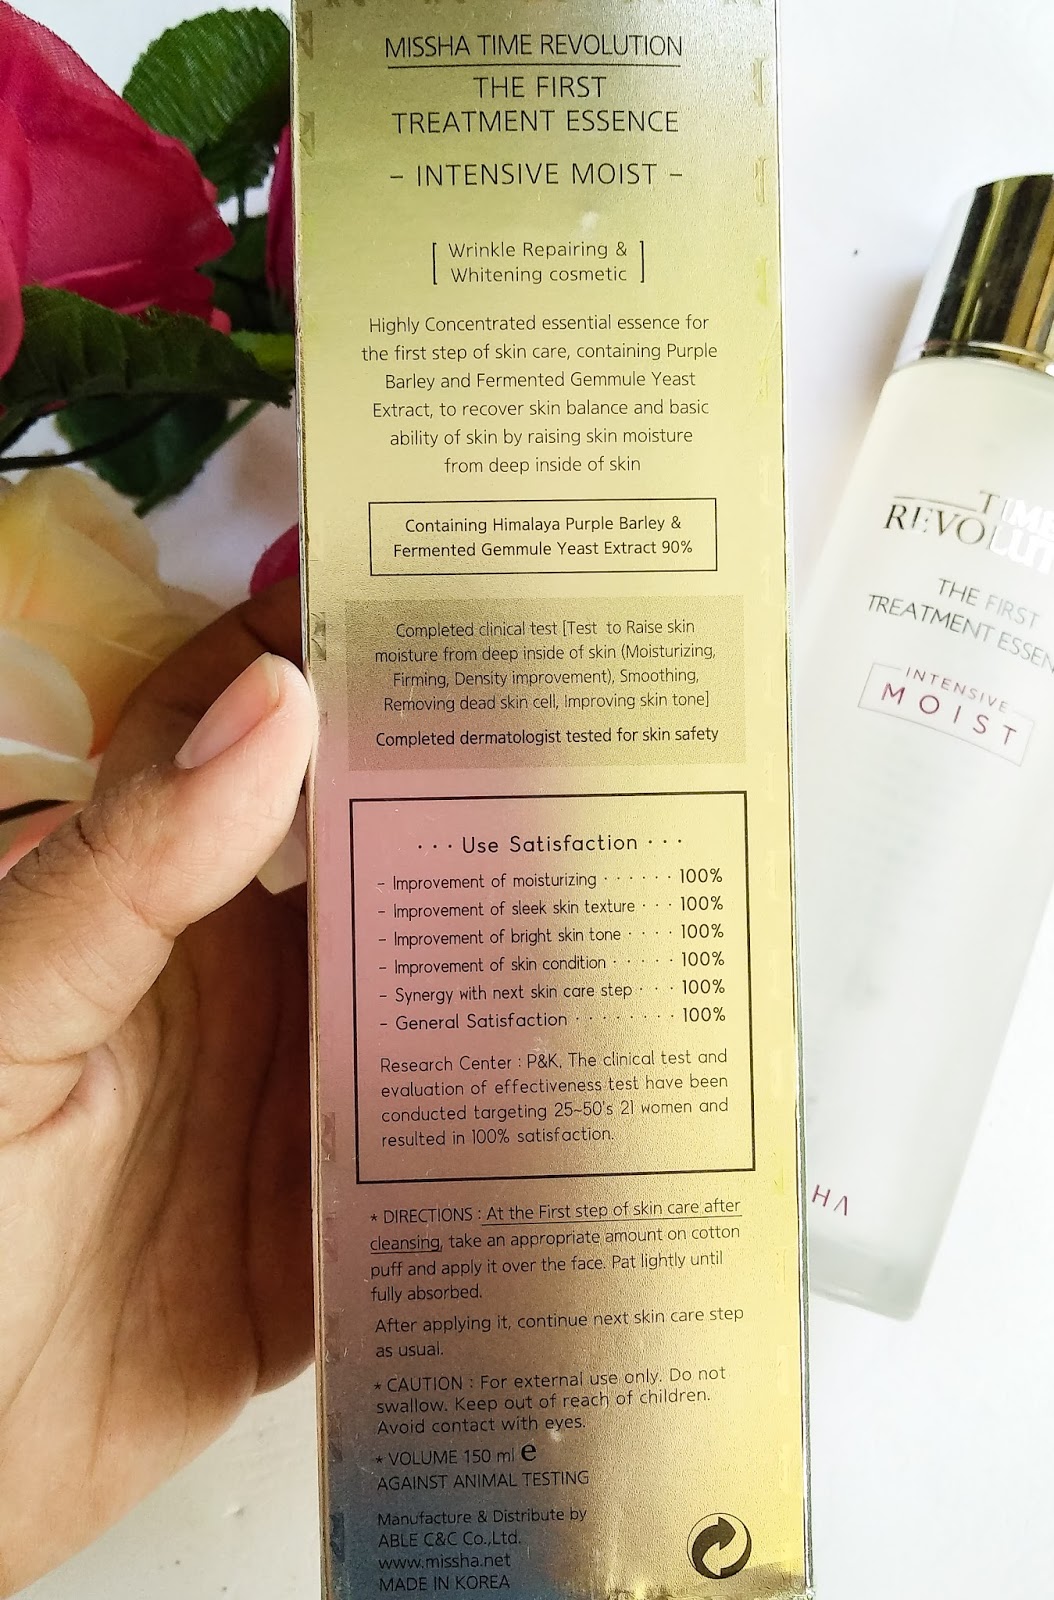 MISSHA TIME REVOLUTION
THE FIRST
TREATMENT ESSENCE
– INTENSIVE MOIST –
[ Wrinkle Repairing &
Whitening cosmetic ]
Highly Concentrated essential essence for
the first step of skin care, containing Purple
Barley and Fermented Gemmule Yeast
Extract, to recover skin balance and basic
ability of skin by raising skin moisture
from deep inside of skin
Containing Himalaya Purple Barley &
Fermented Gemmule Yeast Extract 90%
Completed clinical test [Test to Raise skin
moisture from deep inside of skin (Moisturizing,
Firming, Density improvement), Smoothing,
Removing dead skin cell, Improving skin tone]
Completed dermatologist tested for skin safety
··· Use Satisfaction ···
– Improvement of moisturizing ······ 100%
– Improvement of sleek skin texture ··· 100%
– Improvement of bright skin tone ···· 100%
– Improvement of skin condition ····· 100%
– Synergy with next skin care step ··· 100%
– General Satisfaction ········ 100%
Research Center : P&K, The clinical test and
evaluation of effectiveness test have been
conducted targeting 25~50's 21 women and
resulted in 100% satisfaction.
* DIRECTIONS : At the First step of skin care after
cleansing, take an appropriate amount on cotton
puff and apply it over the face. Pat lightly until
fully absorbed.
After applying it, continue next skin care step
as usual.
* CAUTION : For external use only. Do not
swallow. Keep out of reach of children.
Avoid contact with eyes.
* VOLUME 150 ml e
AGAINST ANIMAL TESTING
Manufacture & Distribute by
ABLE C&C Co.,Ltd.
www.missha.net
MADE IN KOREA
TIME
REVOLUT
THE FIRST
TREATMENT ESSEN
INTENSIVE
MOIST
HA